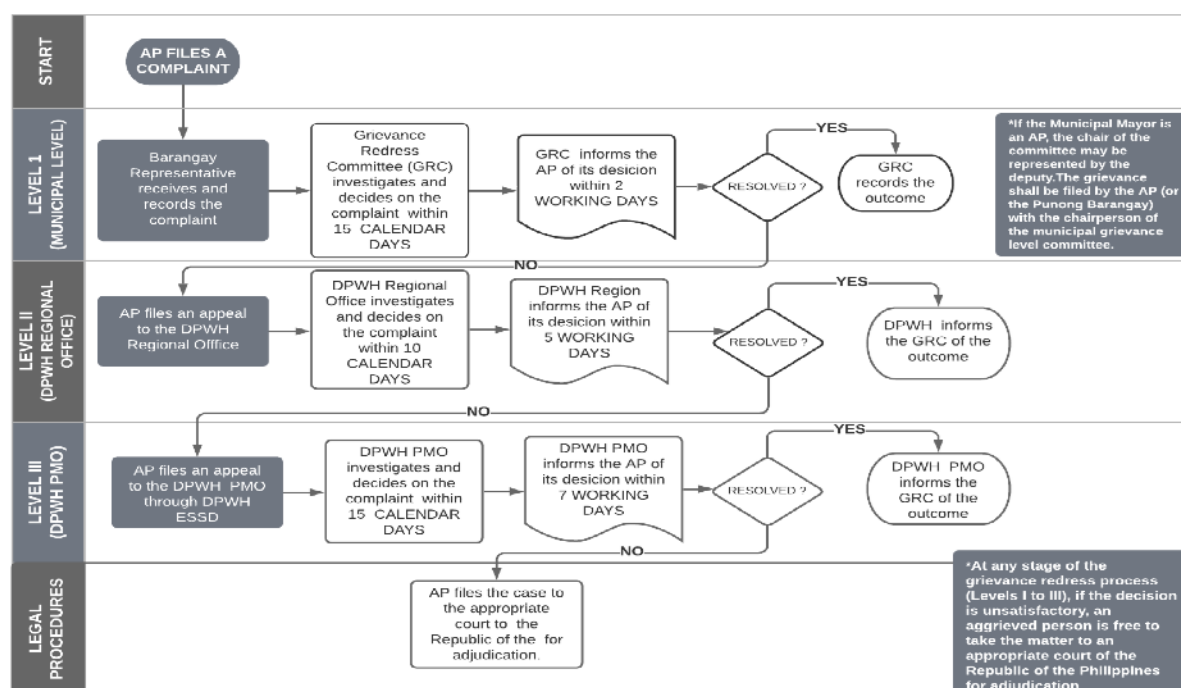 START
AP FILES A
COMPLAINT
LEVEL 1
(MUNICIPAL LEVEL)
Barangay
Representative
receives and
records the
complaint
Grievance
Redress
Committee (GRC)
investigates and
decides on the
complaint within
15 CALENDAR
DAYS
GRC informs the
AP of its desicion
within 2
WORKING DAYS
RESOLVED ?
YES
GRC
records the
outcome
*If the Municipal Mayor is
an AP, the chair of the
committee may be
represented by the
deputy.The grievance
shall be filed by the AP (or
the Punong Barangay)
with the chairperson of
the municipal grievance
level committee.
NO
LEVEL II
(DPWH REGIONAL
OFFICE)
AP files an appeal
to the DPWH
Regional Offfice
DPWH Regional
Office investigates
and decides on
the complaint
within 10
CALENDAR
DAYS
DPWH Region
informs the AP of
its desicion within
5 WORKING
DAYS
RESOLVED ?
YES
DPWH informs
the GRC of the
outcome
NO
LEVEL III
(DPWH PMO)
AP files an appeal
to the DPWH PMO
through DPWH
ESSD
DPWH PMO
investigates and
decides on the
complaint within
15 CALENDAR
DAYS
DPWH PMO
informs the AP of
its desicion within
7 WORKING
DAYS
RESOLVED ?
YES
DPWH PMO
informs the
GRC of the
outcome
NO
LEGAL
PROCEDURES
AP files the case to
the appropriate
court to the
Republic of the for
adjudication.
*At any stage of the
grievance redress process
(Levels I to III), if the decision
is unsatisfactory, an
aggrieved person is free to
take the matter to an
appropriate court of the
Republic of the Philippines
for adjudication